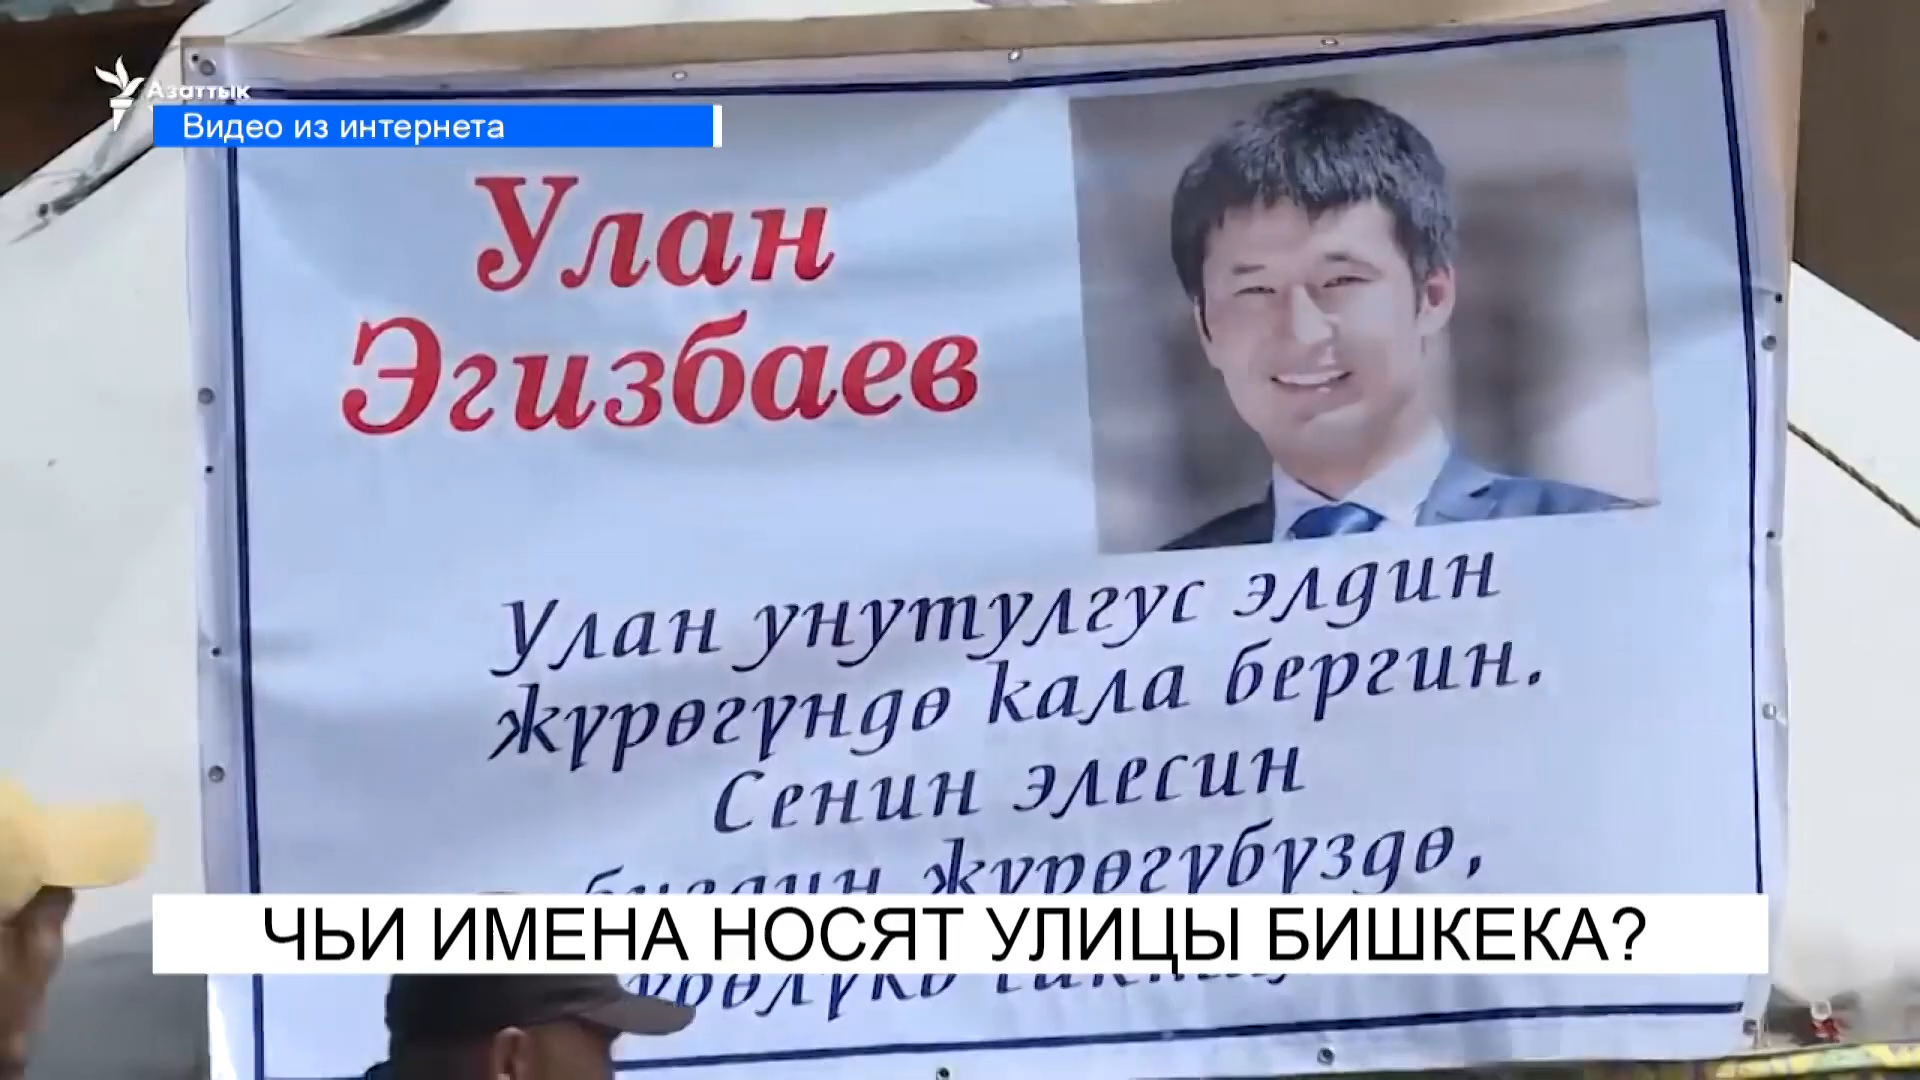 Азаттык
Видео из интернета
Улан
Эгизбаев
Улан унутулгус элдин
жүрөгүндө кала бергин.
Сенин элесин
биздин жүрөгүбүздө,
ЧЬИ ИМЕНА НОСЯТ УЛИЦЫ БИШКЕКА?